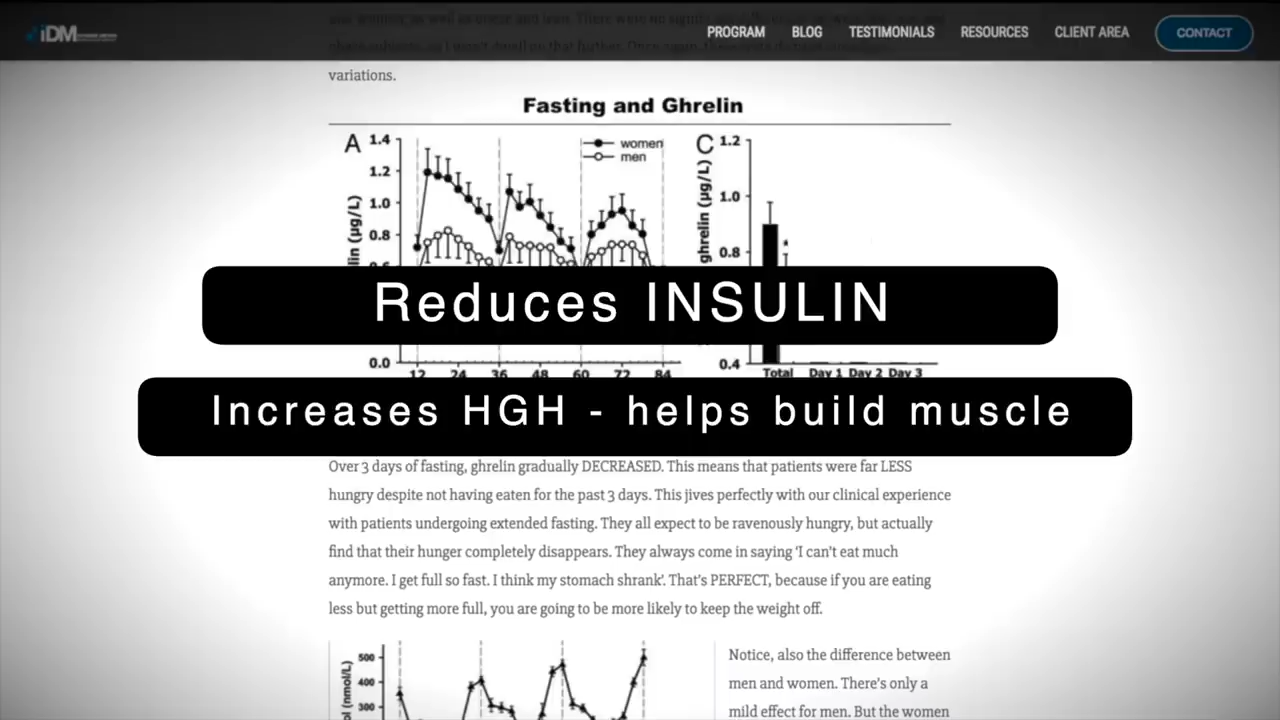 iDM
PROGRAM BLOG TESTIMONIALS RESOURCES CLIENT AREA CONTACT
variations.
Fasting and Ghrelin
A
1.4
1.2
1.0
0.8
0.0
12 24 36 48 60 72 84
women
men
C
ghrelin (µg/L)
1.2
1.0
0.8
0.4
*
Total Day 1 Day 2 Day 3
Reduces INSULIN
Increases HGH - helps build muscle
Over 3 days of fasting, ghrelin gradually DECREASED. This means that patients were far LESS
hungry despite not having eaten for the past 3 days. This jives perfectly with our clinical experience
with patients undergoing extended fasting. They all expect to be ravenously hungry, but actually
find that their hunger completely disappears. They always come in saying ‘I can’t eat much
anymore. I get full so fast. I think my stomach shrank’. That’s PERFECT, because if you are eating
less but getting more full, you are going to be more likely to keep the weight off.
500
400
300
(nmol/L)
Notice, also the difference between
men and women. There’s only a
mild effect for men. But the women